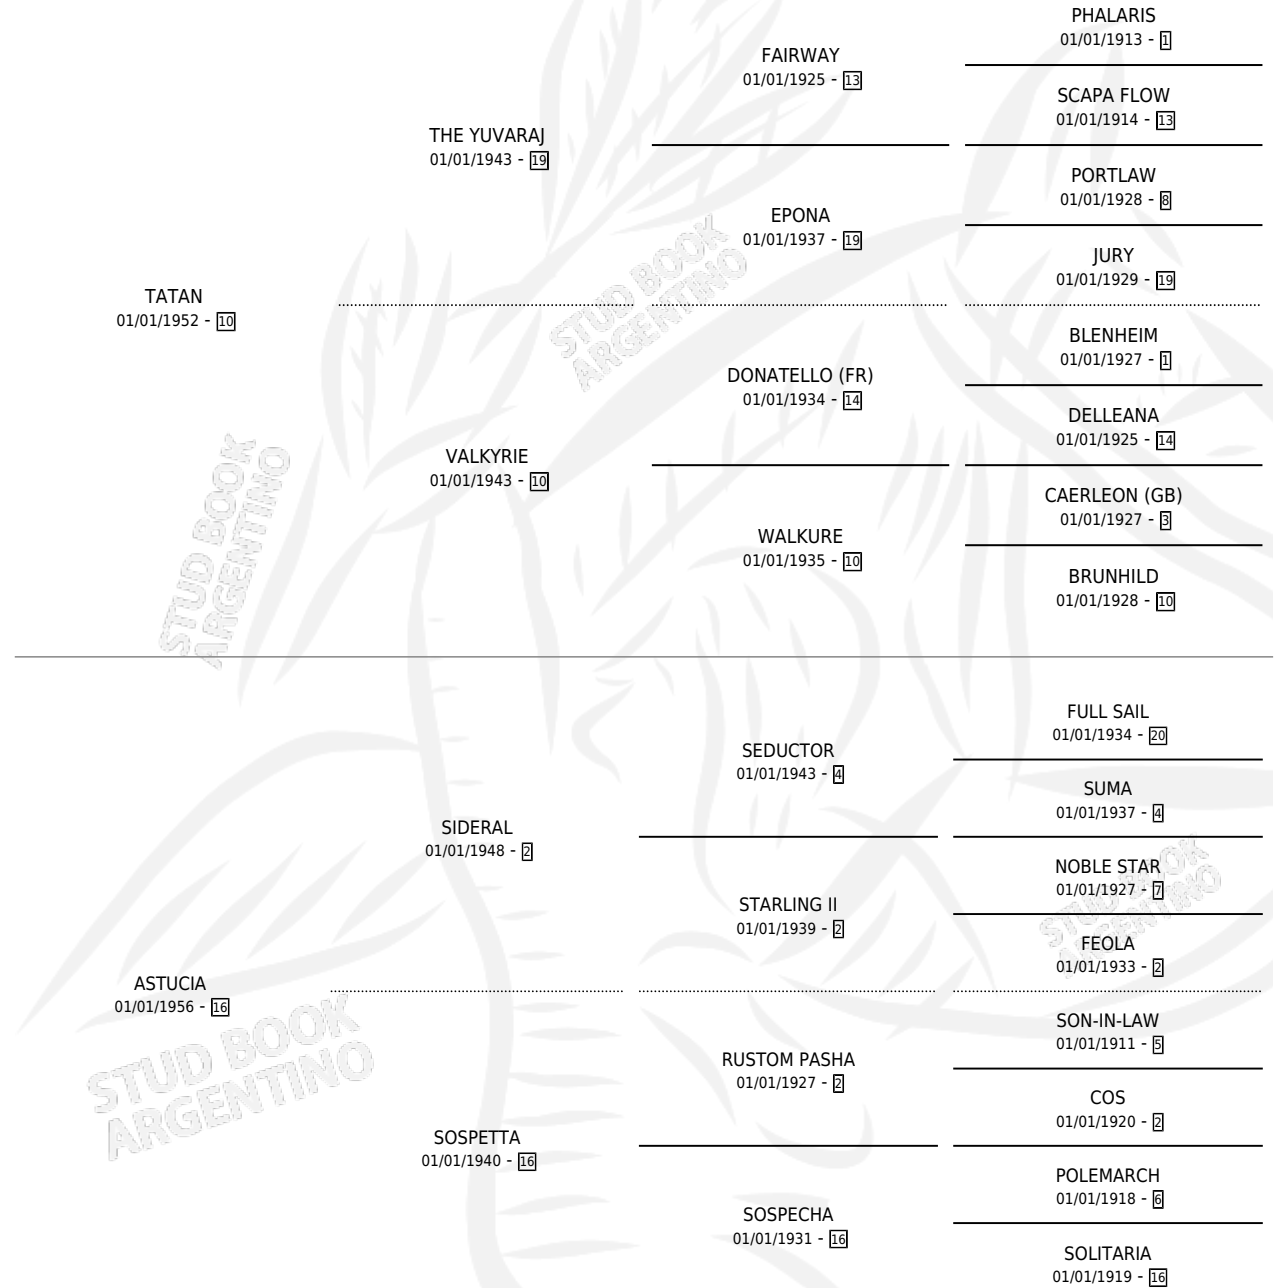 PHALARIS
01/01/1913 - 1
FAIRWAY
01/01/1925 - 13
SCAPA FLOW
01/01/1914 - 13
THE YUVARAJ
01/01/1943 - 19
PORTLAW
01/01/1928 - 8
EPONA
01/01/1937 - 19
JURY
01/01/1929 - 19
TATAN
01/01/1952 - 10
BLENHEIM
01/01/1927 - 1
DONATELLO (FR)
01/01/1934 - 14
DELLEANA
01/01/1925 - 14
VALKYRIE
01/01/1943 - 10
CAERLEON (GB)
01/01/1927 - 3
WALKURE
01/01/1935 - 10
BRUNHILD
01/01/1928 - 10
FULL SAIL
01/01/1934 - 20
SEDUCTOR
01/01/1943 - 4
SUMA
01/01/1937 - 4
SIDERAL
01/01/1948 - 2
NOBLE STAR
01/01/1927 - 7
STARLING II
01/01/1939 - 2
FEOLA
01/01/1933 - 2
ASTUCIA
01/01/1956 - 16
SON-IN-LAW
01/01/1911 - 5
RUSTOM PASHA
01/01/1927 - 2
COS
01/01/1920 - 2
SOSPETTA
01/01/1940 - 16
POLEMARCH
01/01/1918 - 6
SOSPECHA
01/01/1931 - 16
SOLITARIA
01/01/1919 - 16
STUD BOOK
ARGENTINO
STUD BOOK
ARGENTINO
STUD BOOK
ARGENTINO
STUD BOOK
ARGENTINO